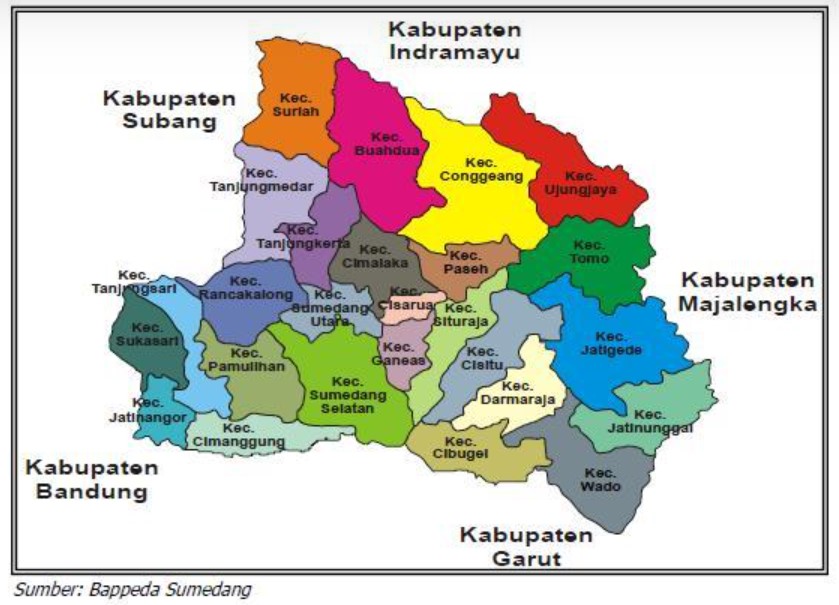 Kabupaten
Indramayu
Kabupaten
Subang
Kec.
Suriah
Kec.
Buahdua
Kec.
Conggeang
Kec.
Ujungjaya
Kec.
Tanjungmedar
Kec.
Tanjungkerta
Kec.
Cimalaka
Kec.
Paseh
Kec.
Tomo
Kec.
Tanjungsari
Kec.
Rancakalong
Kec.
Sumedang
Utara
Kec.
Cisarua
Kec.
Situraja
Kabupaten
Majalengka
Kec.
Sukasari
Kec.
Pamulihan
Kec.
Ganeas
Kec.
Cisitu
Kec.
Jatigede
Kec.
Sumedang
Selatan
Kec.
Darmaraja
Kec.
Jatinangor
Kec.
Cimanggung
Kec.
Cibugel
Kec.
Jatinunggal
Kec.
Wado
Kabupaten
Bandung
Kabupaten
Garut
Sumber: Bappeda Sumedang